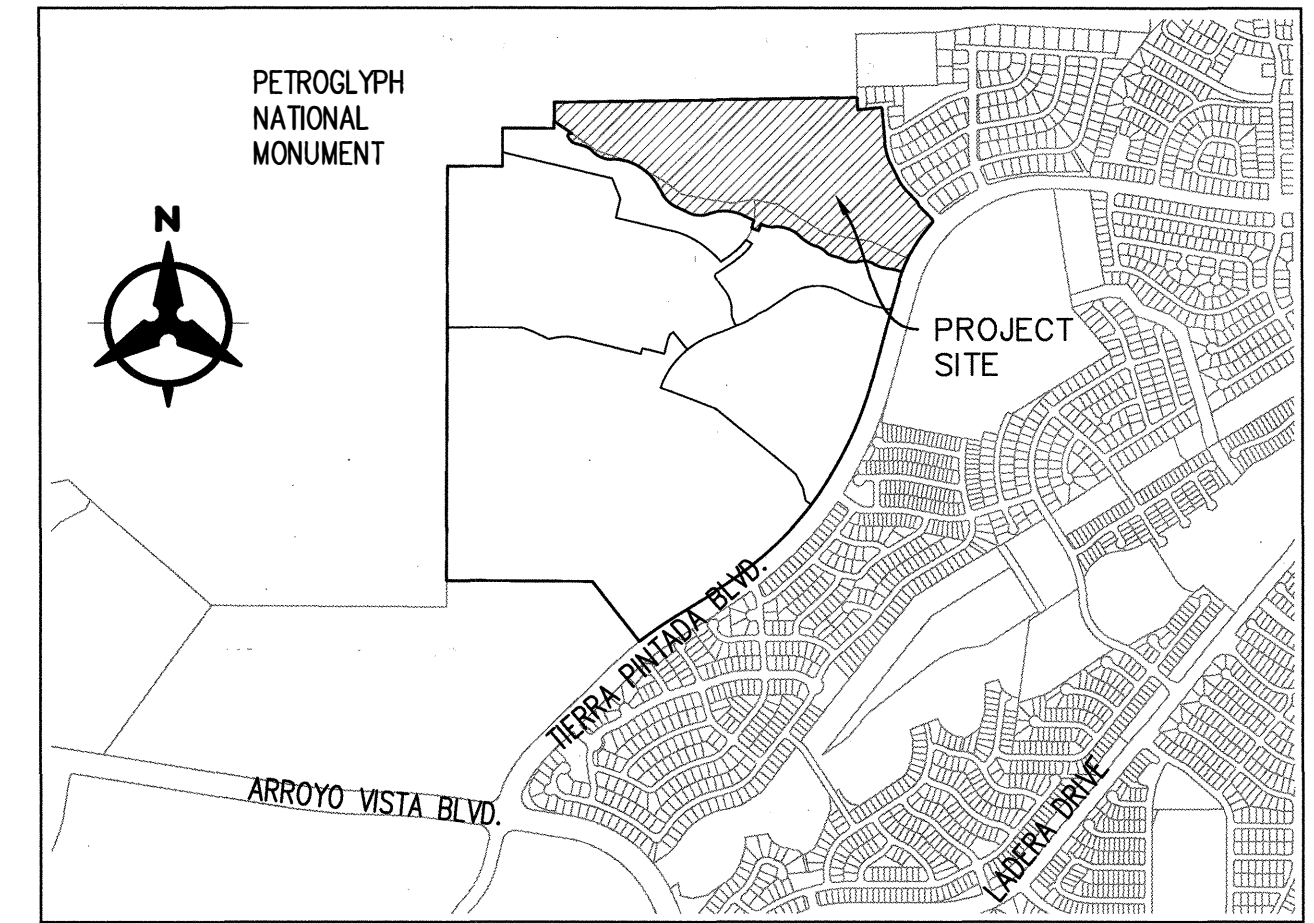 PETROGLYPH
NATIONAL
MONUMENT
N
PROJECT
SITE
TIERRA PINTADA BLVD.
ARROYO VISTA BLVD.
LADERA DRIVE